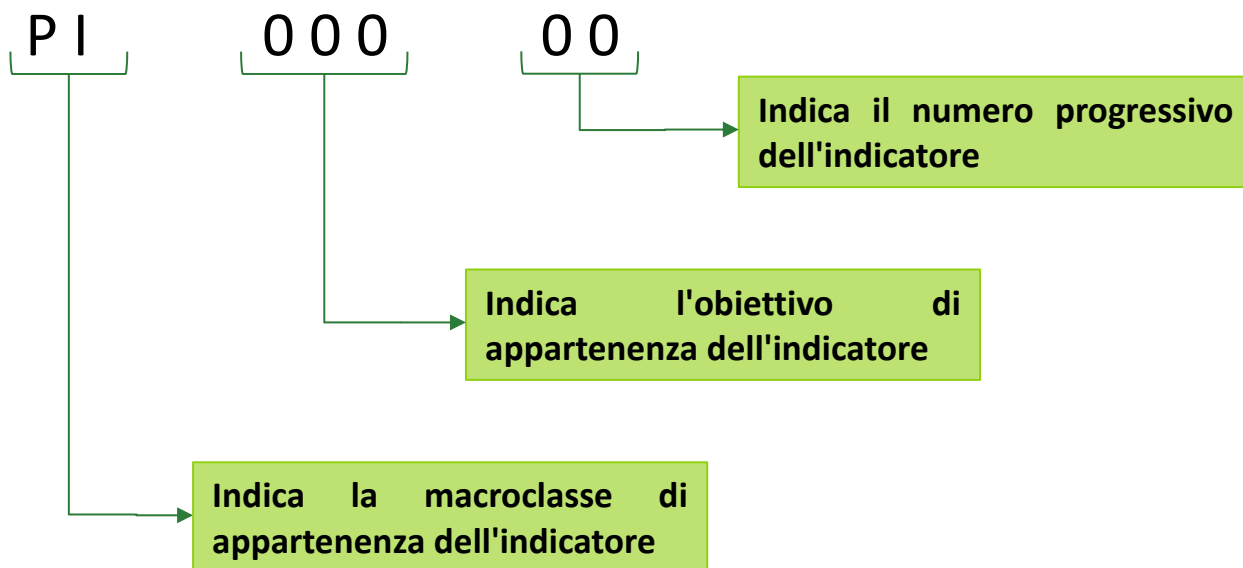 P I 0 0 0 0 0
Indica il numero progressivo
dell'indicatore
Indica l'obiettivo di
appartenenza dell'indicatore
Indica la macroclasse di
appartenenza dell'indicatore